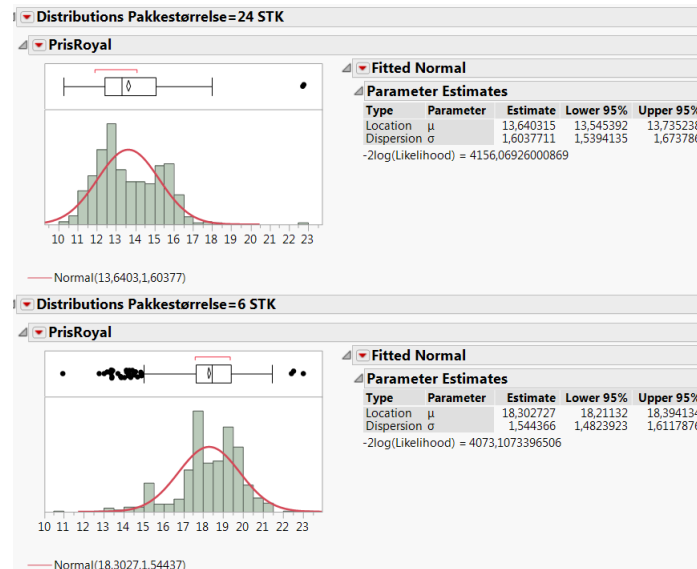 Distributions Pakkestørrelse=24 STK
PrisRoyal
Fitted Normal
Parameter Estimates
Type Parameter Estimate Lower 95% Upper 95%
Location μ 13,640315 13,545392 13,735238
Dispersion σ 1,6037711 1,5394135 1,673786
-2log(Likelihood) = 4156,06926000869
10 11 12 13 14 15 16 17 18 19 20 21 22 23
Normal(13,6403,1,60377)
Distributions Pakkestørrelse=6 STK
PrisRoyal
Fitted Normal
Parameter Estimates
Type Parameter Estimate Lower 95% Upper 95%
Location μ 18,302727 18,21132 18,394134
Dispersion σ 1,544366 1,4823923 1,6117876
-2log(Likelihood) = 4073,1073396506
10 11 12 13 14 15 16 17 18 19 20 21 22 23
Normal(18,3027,1,54437)